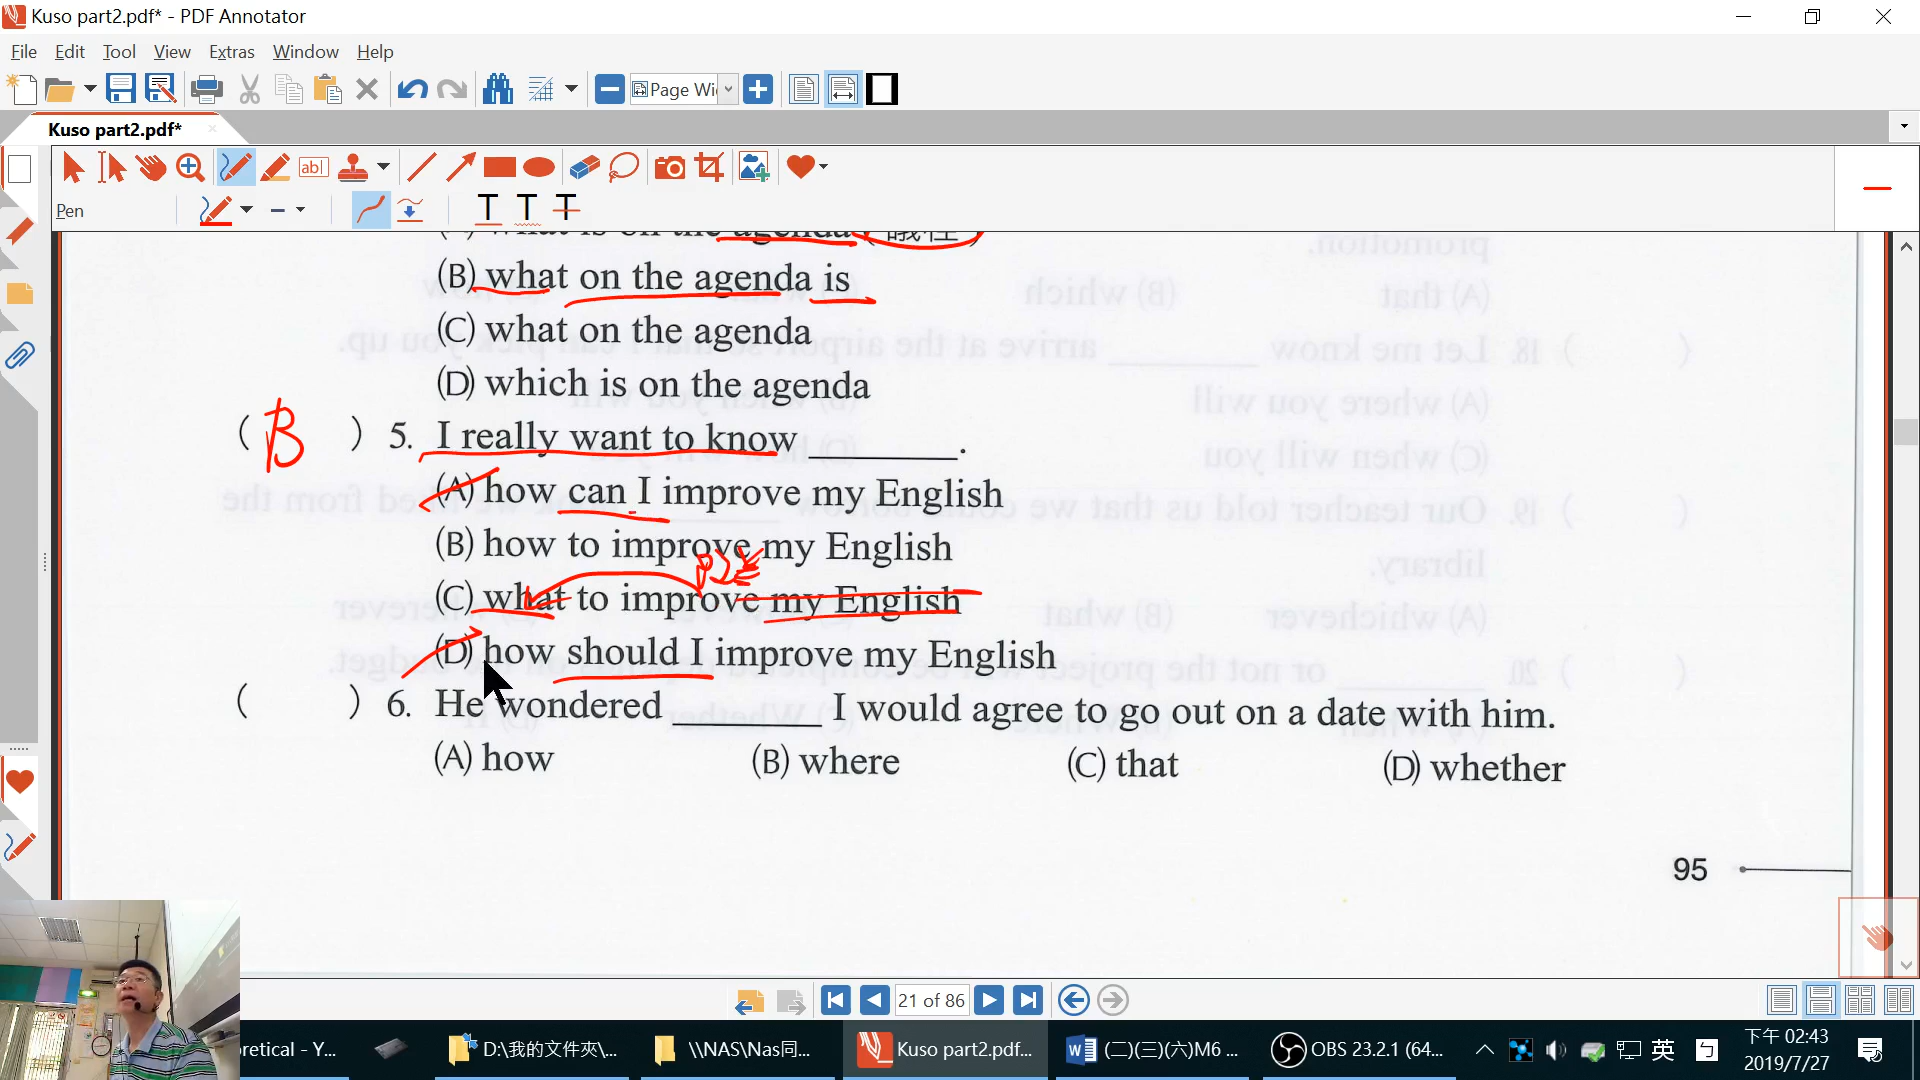 Kuso part2.pdf* - PDF Annotator
File Edit Tool View Extras Window Help
Page Wi
Kuso part2.pdf*
ab|
Pen
T T T
(B) what on the agenda is
(C) what on the agenda
(D) which is on the agenda
( B ) 5. I really want to know ________.
(A) how can I improve my English
(B) how to improve my English
(C) what to improve my English
(D) how should I improve my English
( ) 6. He wondered ________ I would agree to go out on a date with him.
(A) how (B) where (C) that (D) whether
95
21 of 86
oretical - Y...
D:\我的文件夾\...
\\NAS\Nas同...
Kuso part2.pdf...
(二)(三)(六)M6 ...
OBS 23.2.1 (64...
英
下午 02:43
2019/7/27